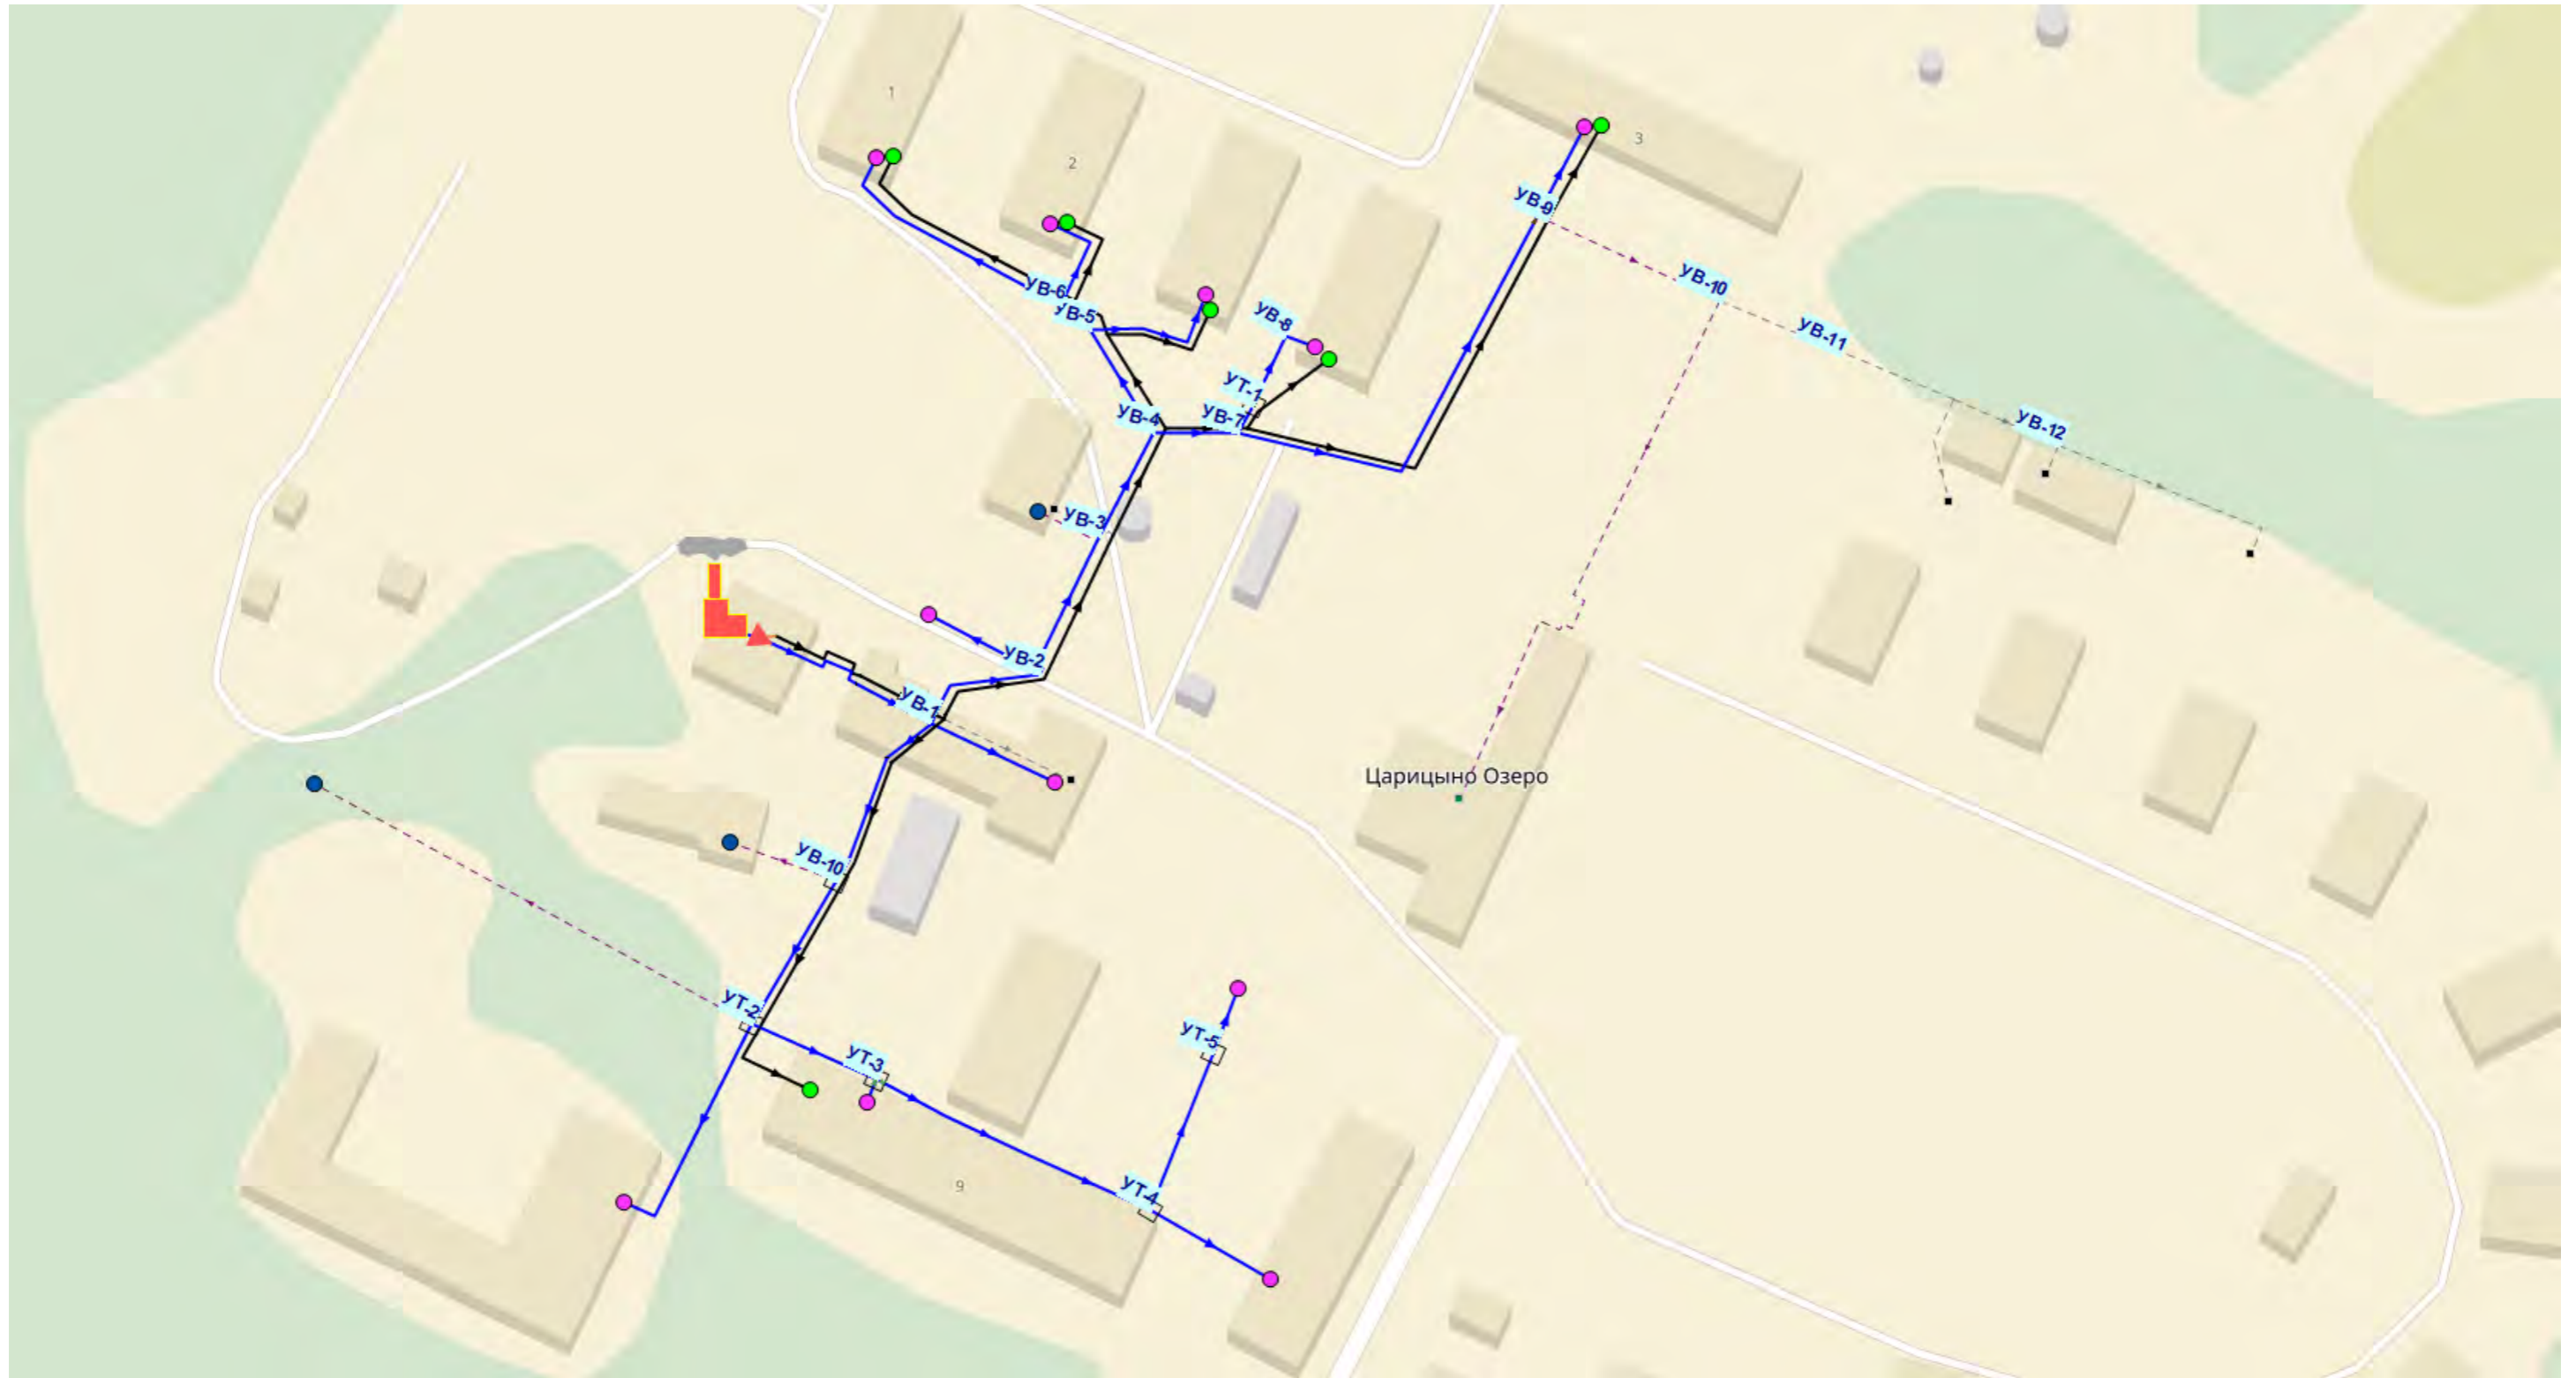 1
2
3
УВ-9
УВ-6
УВ-5
УВ-8
УВ-10
УВ-11
УТ-1
УВ-4
УВ-7
УВ-12
УВ-3
УВ-2
УВ-1
Царицыно Озеро
УВ-10
УТ-2
УТ-3
УТ-5
УТ-4
9